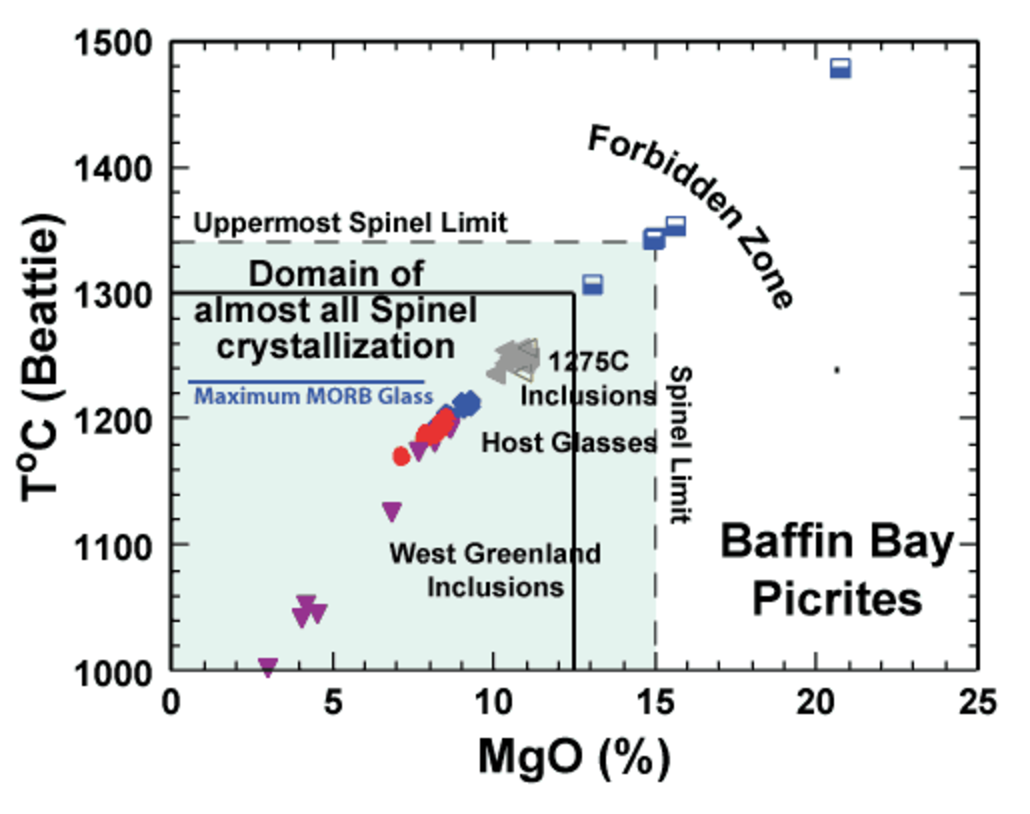 1500
1400
1300
1200
1100
1000
T°C (Beattie)
Forbidden Zone
Uppermost Spinel Limit
Domain of
almost all Spinel
crystallization
Maximum MORB Glass
1275C
Inclusions
Host Glasses
Spinel Limit
West Greenland
Inclusions
Baffin Bay
Picrites
0 5 10 15 20 25
MgO (%)